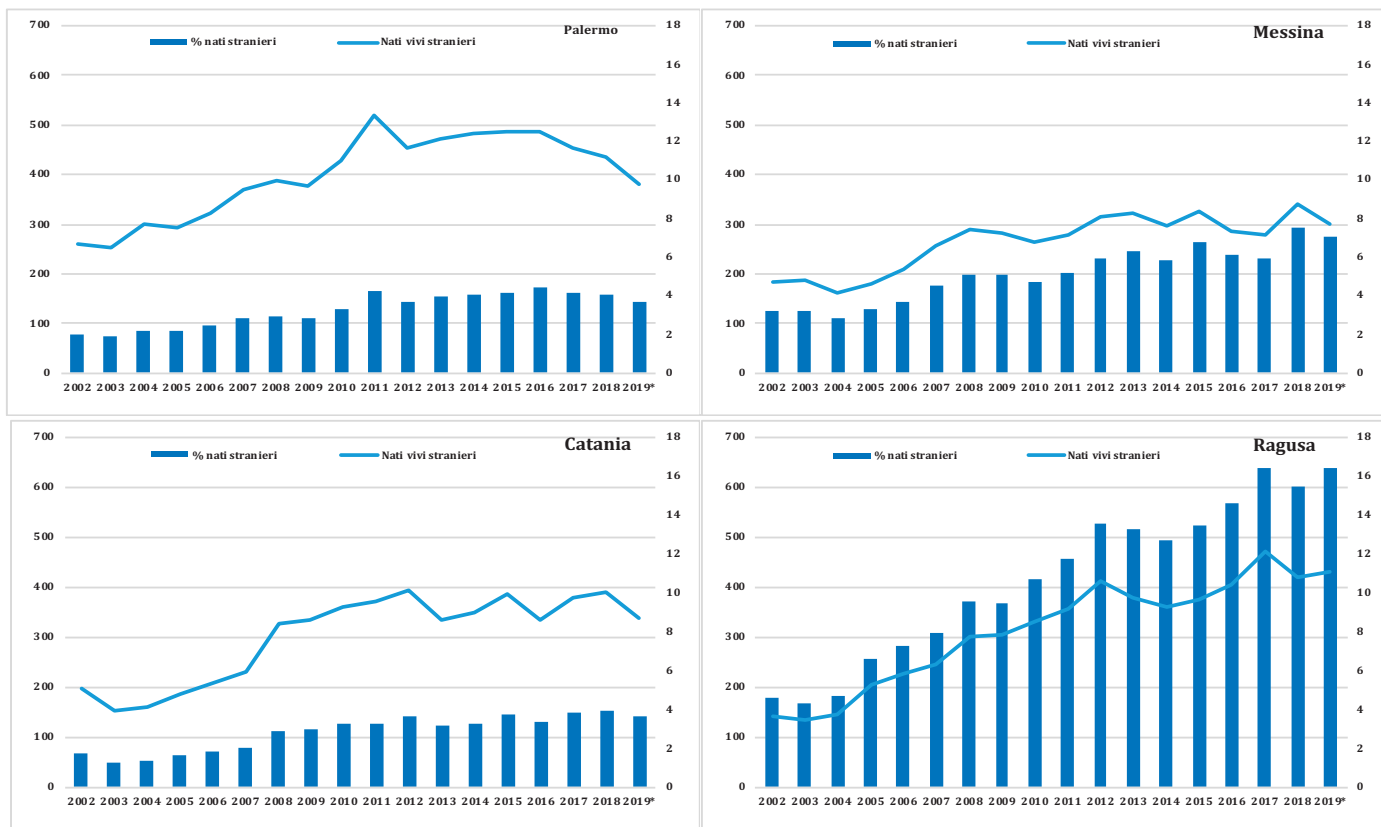 Palermo
% nati stranieri Nati vivi stranieri
700 600 500 400 300 200 100 0
18 16 14 12 10 8 6 4 2 0
2002 2003 2004 2005 2006 2007 2008 2009 2010 2011 2012 2013 2014 2015 2016 2017 2018 2019*
Messina
% nati stranieri Nati vivi stranieri
700 600 500 400 300 200 100 0
18 16 14 12 10 8 6 4 2 0
2002 2003 2004 2005 2006 2007 2008 2009 2010 2011 2012 2013 2014 2015 2016 2017 2018 2019*
Catania
% nati stranieri Nati vivi stranieri
700 600 500 400 300 200 100 0
18 16 14 12 10 8 6 4 2 0
2002 2003 2004 2005 2006 2007 2008 2009 2010 2011 2012 2013 2014 2015 2016 2017 2018 2019*
Ragusa
% nati stranieri Nati vivi stranieri
700 600 500 400 300 200 100 0
18 16 14 12 10 8 6 4 2 0
2002 2003 2004 2005 2006 2007 2008 2009 2010 2011 2012 2013 2014 2015 2016 2017 2018 2019*